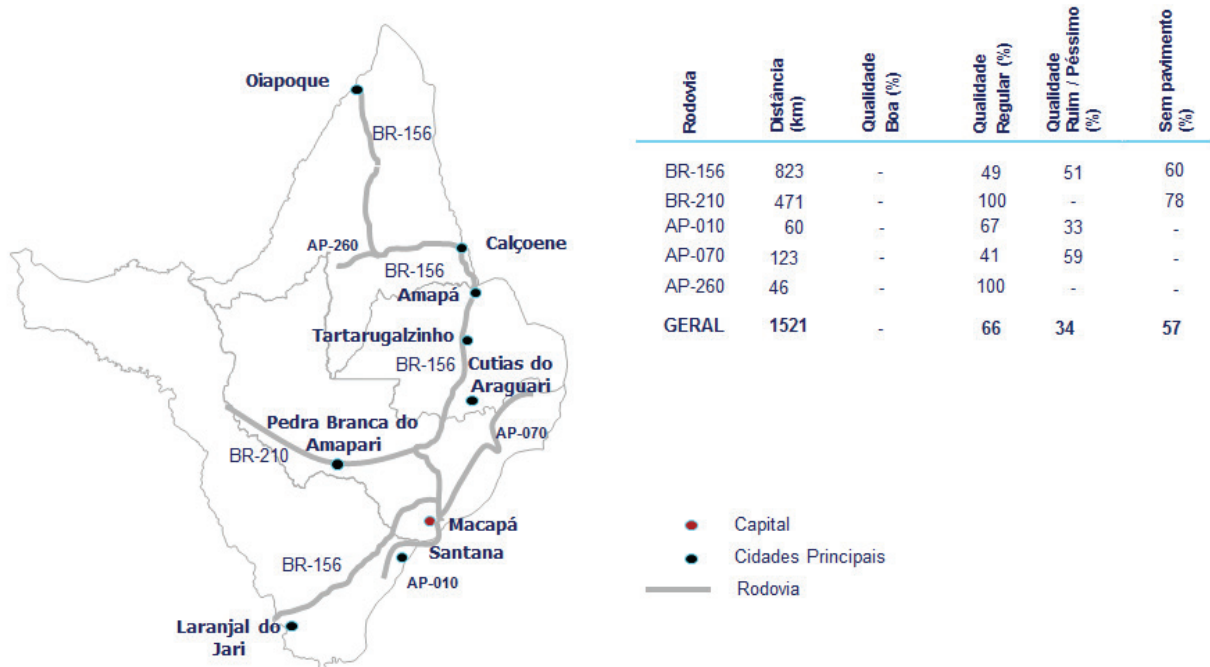 Oiapoque
BR-156
AP-260
Calçoene
BR-156
Amapá
Tartarugalzinho
BR-156
Cutias do
Araguari
Pedra Branca do
Amapari
AP-070
BR-210
Macapá
Santana
BR-156
AP-010
Laranjal do
Jari
Rodovia
Distância
(km)
Qualidade
Boa (%)
Qualidade
Regular (%)
Qualidade
Ruim / Péssimo
(%)
Sem pavimento
(%)
BR-156 823 - 49 51 60
BR-210 471 - 100 - 78
AP-010 60 - 67 33 -
AP-070 123 - 41 59 -
AP-260 46 - 100 - -
GERAL 1521 - 66 34 57
Capital
Cidades Principais
Rodovia